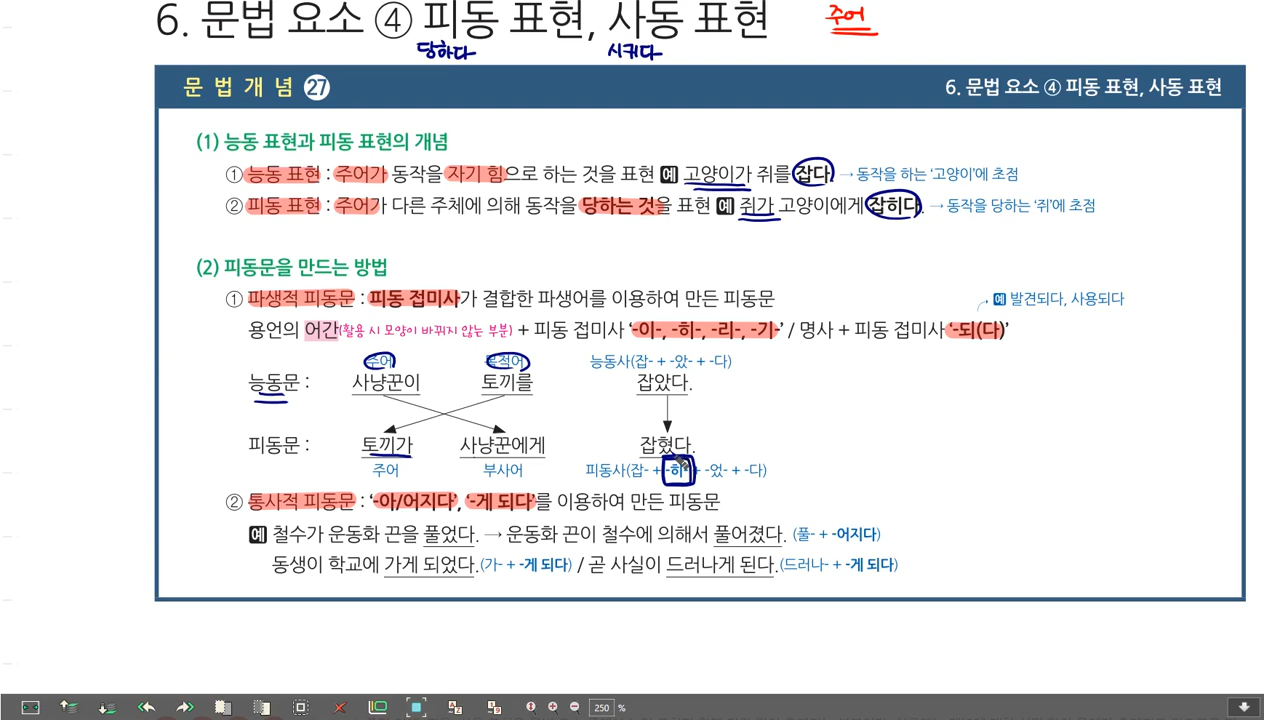 6. 문법 요소 ④ 피동 표현, 사동 표현 주어
당하다 시키다
문법개념 27 6. 문법 요소 ④ 피동 표현, 사동 표현
(1) 능동 표현과 피동 표현의 개념
① 능동 표현 : 주어가 동작을 자기 힘으로 하는 것을 표현 예 고양이가 쥐를 잡다. → 동작을 하는 ‘고양이’에 초점
② 피동 표현 : 주어가 다른 주체에 의해 동작을 당하는 것을 표현 예 쥐가 고양이에게 잡히다. → 동작을 당하는 ‘쥐’에 초점
(2) 피동문을 만드는 방법
① 파생적 피동문 : 피동 접미사가 결합한 파생어를 이용하여 만든 피동문 예 발견되다, 사용되다
용언의 어간(활용 시 모양이 바뀌지 않는 부분) + 피동 접미사 ‘-이-, -히-, -리-, -기-’ / 명사 + 피동 접미사 ‘-되(다)’
주어 목적어 능동사(잡- + -았- + -다)
능동문 : 사냥꾼이 토끼를 잡았다.
피동문 : 토끼가 사냥꾼에게 잡혔다.
주어 부사어 피동사(잡- + -히- + -었- + -다)
② 통사적 피동문 : ‘-아/어지다’, ‘-게 되다’를 이용하여 만든 피동문
예 철수가 운동화 끈을 풀었다. → 운동화 끈이 철수에 의해서 풀어졌다. (풀- + -어지다)
동생이 학교에 가게 되었다.(가- + -게 되다) / 곧 사실이 드러나게 된다.(드러나- + -게 되다)
250 %